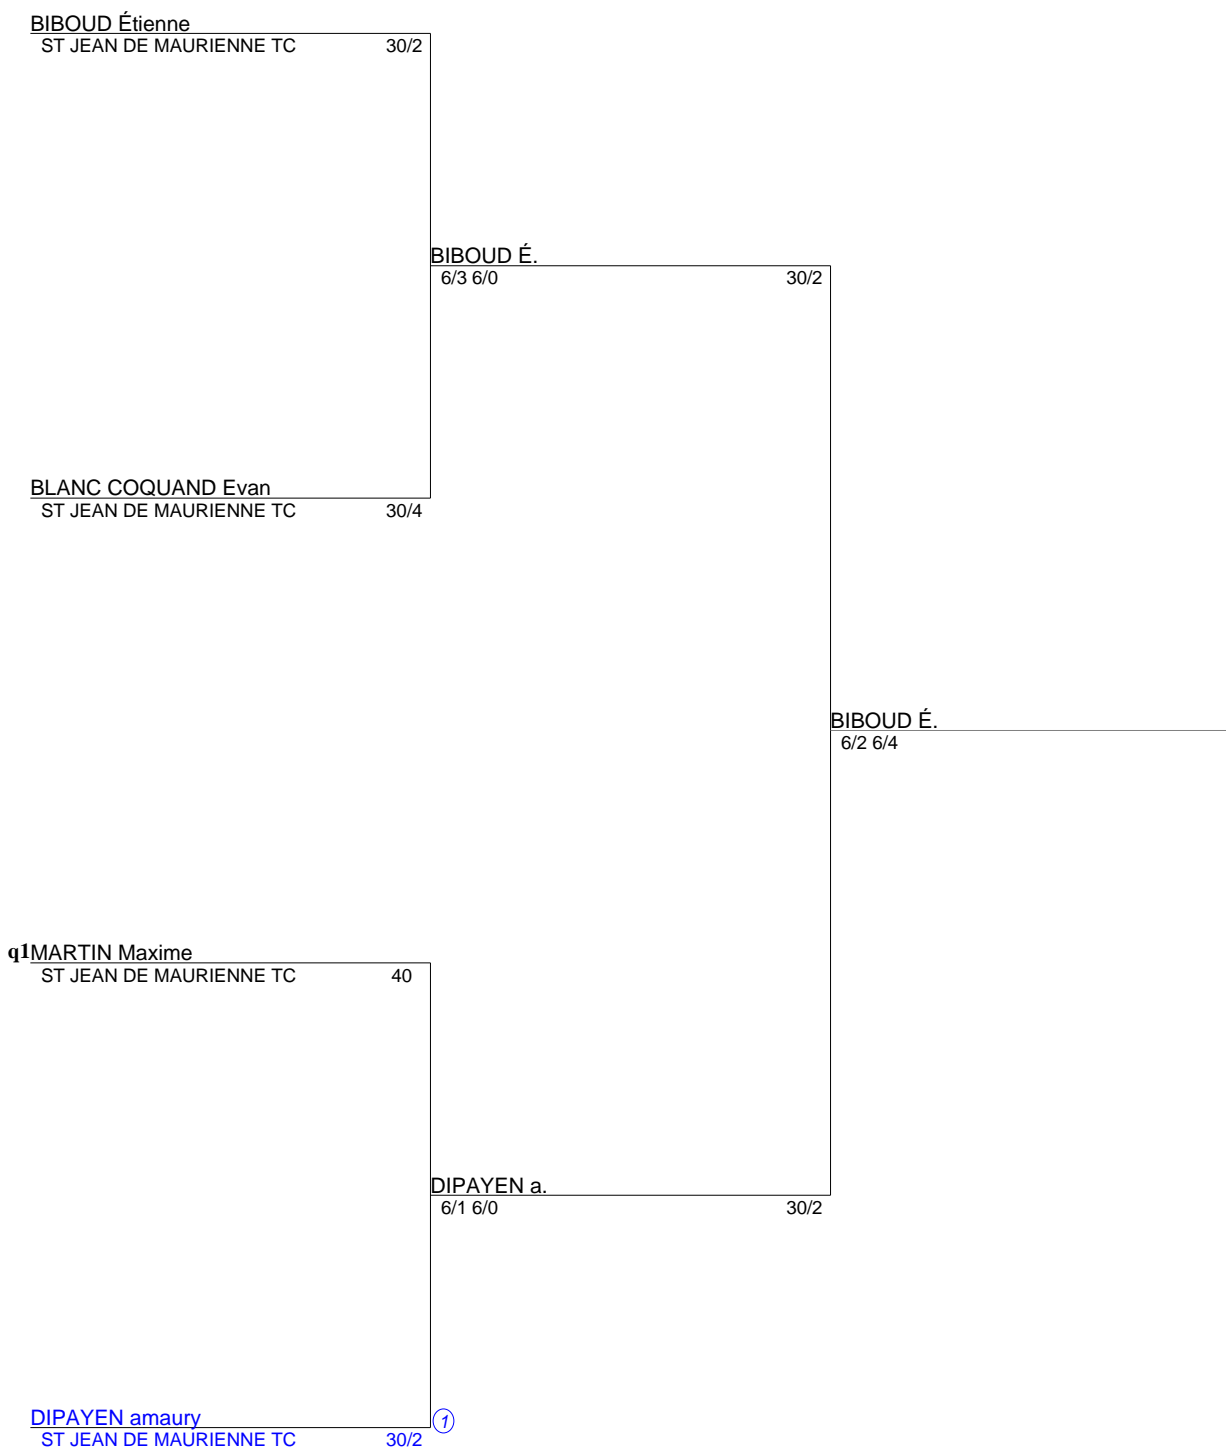 BIBOUD Étienne
ST JEAN DE MAURIENNE TC 30/2
BIBOUD É.
6/3 6/0 30/2
BLANC COQUAND Evan
ST JEAN DE MAURIENNE TC 30/4
BIBOUD É.
6/2 6/4
q1 MARTIN Maxime
ST JEAN DE MAURIENNE TC 40
DIPAYEN a.
6/1 6/0 30/2
DIPAYEN amaury 1
ST JEAN DE MAURIENNE TC 30/2